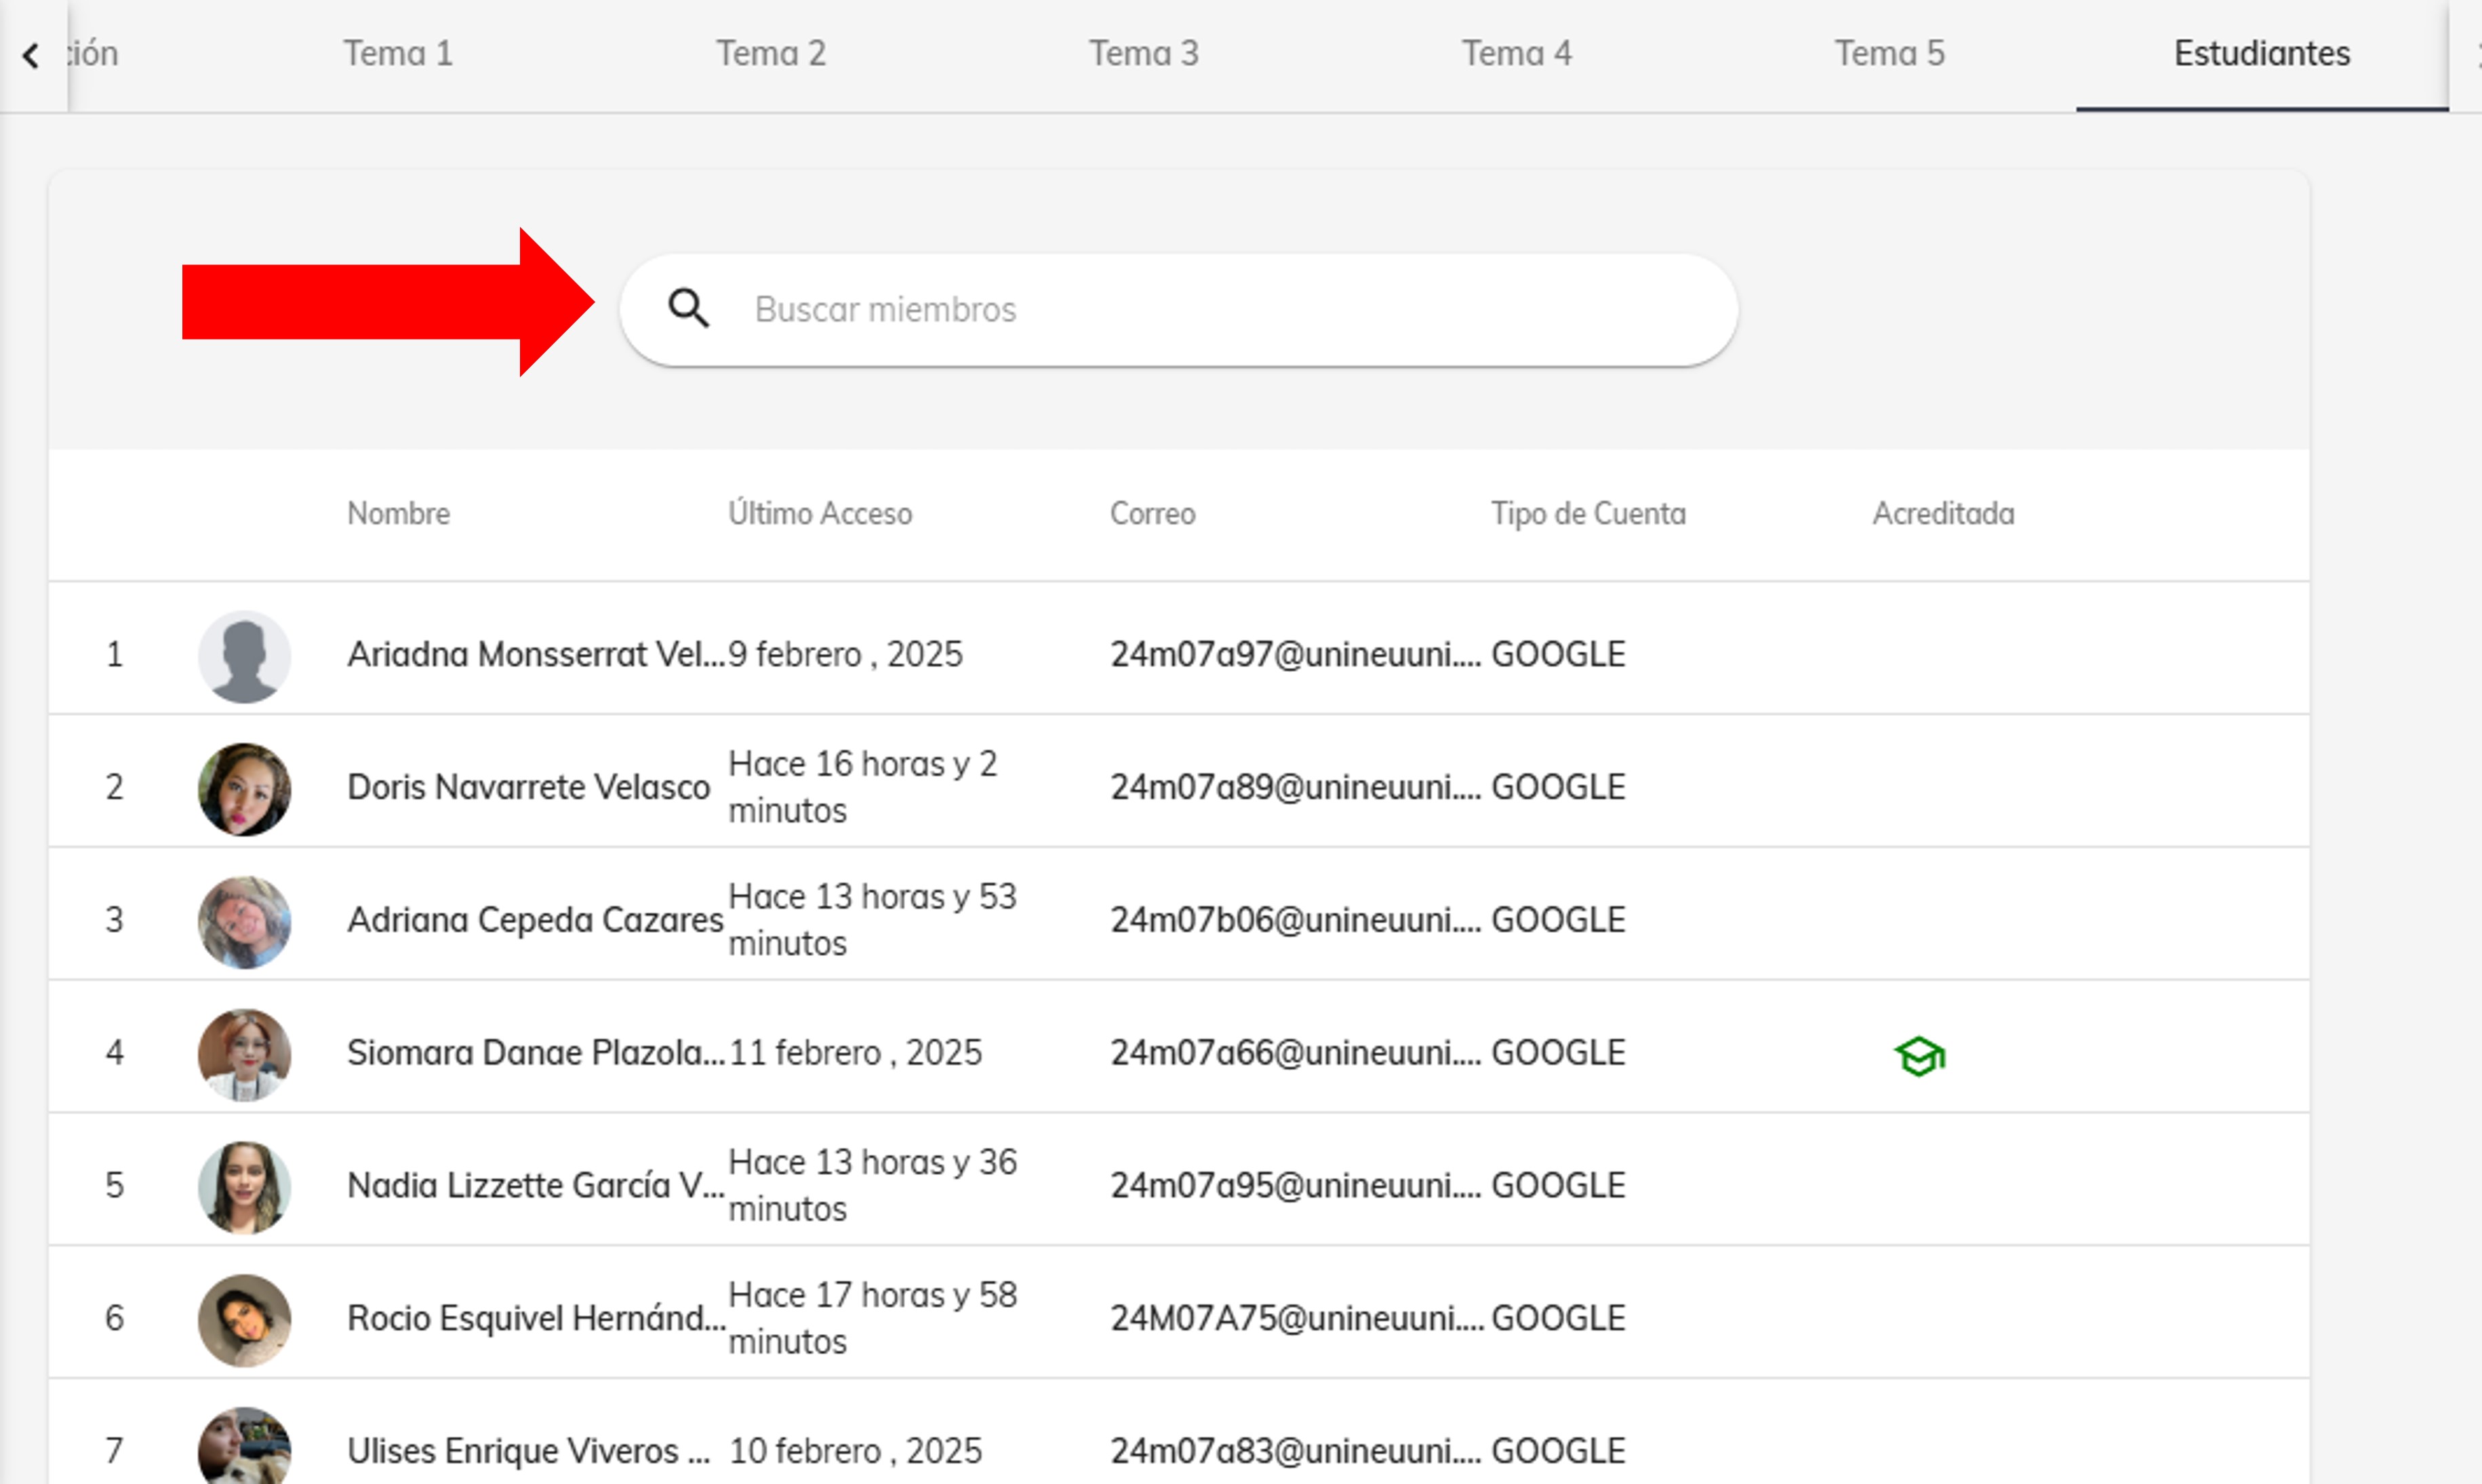 ción Tema 1 Tema 2 Tema 3 Tema 4 Tema 5 Estudiantes
Buscar miembros
Nombre Último Acceso Correo Tipo de Cuenta Acreditada
1 Ariadna Monsserrat Vel... 9 febrero , 2025 24m07a97@unineuuni.... GOOGLE
2 Doris Navarrete Velasco Hace 16 horas y 2
minutos 24m07a89@unineuuni.... GOOGLE
3 Adriana Cepeda Cazares Hace 13 horas y 53
minutos 24m07b06@unineuuni.... GOOGLE
4 Siomara Danae Plazola... 11 febrero , 2025 24m07a66@unineuuni.... GOOGLE
5 Nadia Lizzette García V... Hace 13 horas y 36
minutos 24m07a95@unineuuni.... GOOGLE
6 Rocio Esquivel Hernánd... Hace 17 horas y 58
minutos 24M07A75@unineuuni.... GOOGLE
7 Ulises Enrique Viveros ... 10 febrero , 2025 24m07a83@unineuuni.... GOOGLE